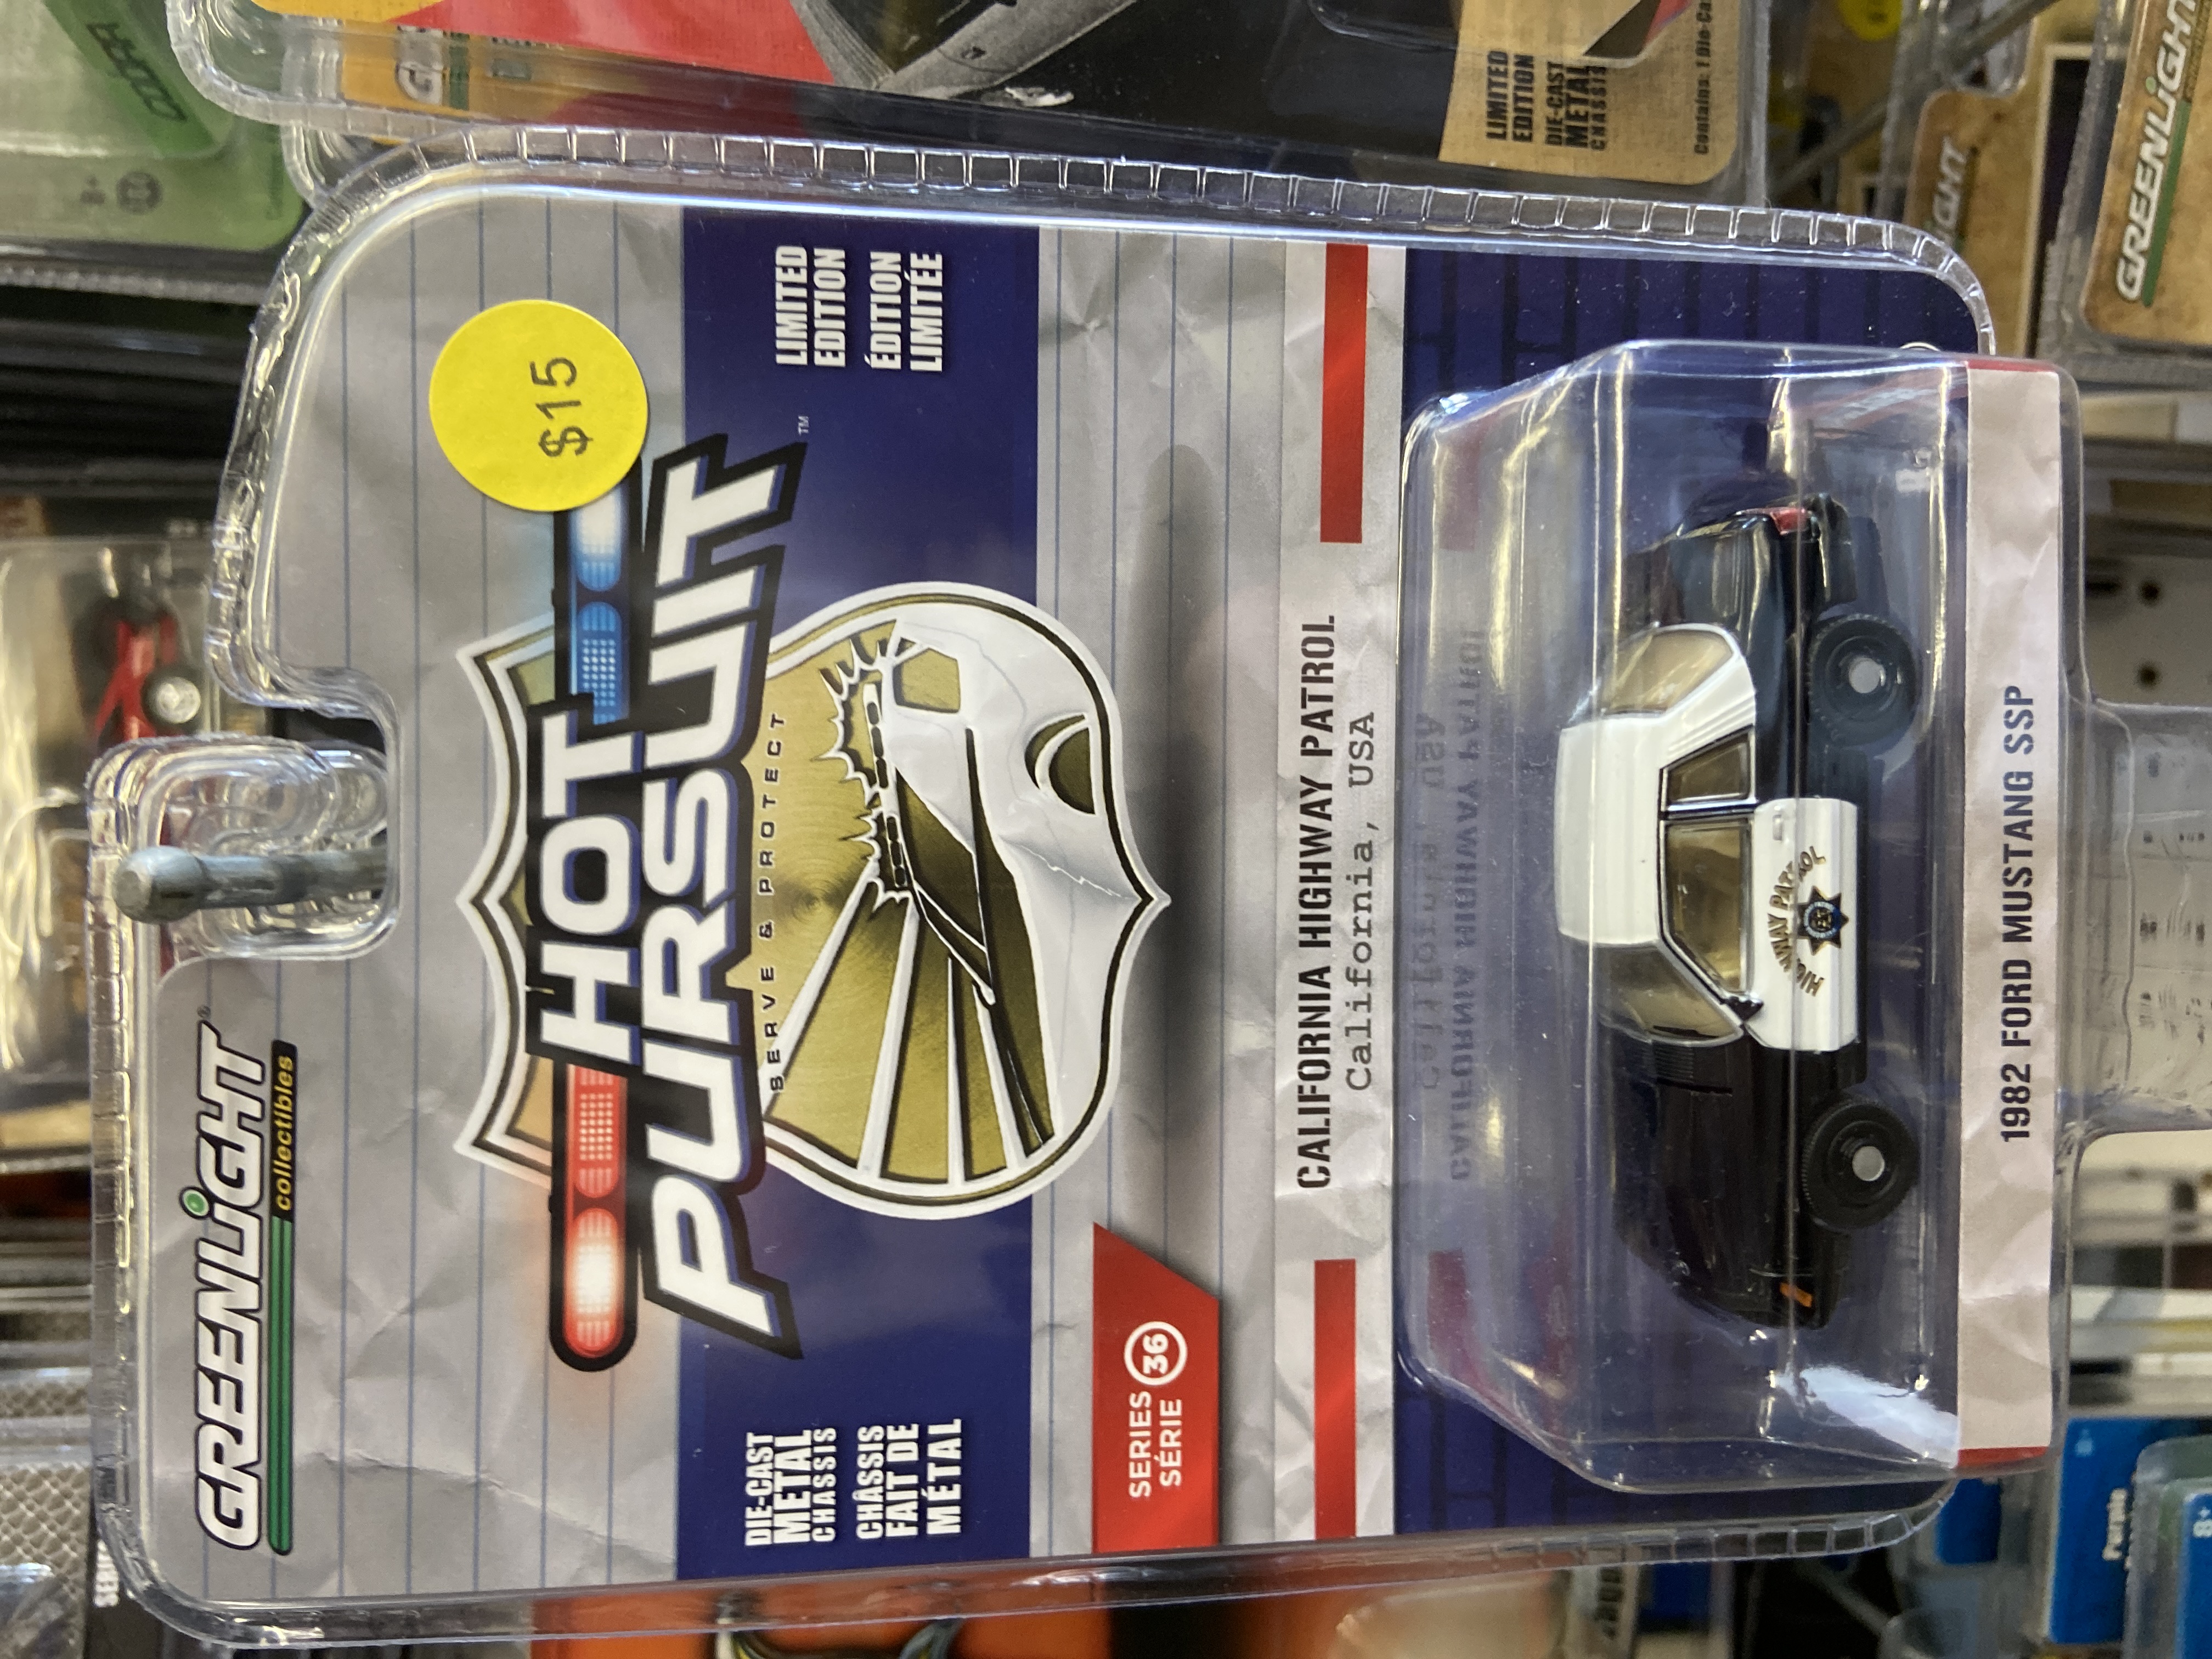 GREENLiGHT®
collectibles
$15
HOT
PURSUIT™
SERVE & PROTECT
DIE-CAST
METAL
CHASSIS
CHÂSSIS
FAIT DE
MÉTAL
LIMITED
EDITION
ÉDITION
LIMITÉE
SERIES 36
SÉRIE
CALIFORNIA HIGHWAY PATROL
California, USA
HIGHWAY PATROL
1982 FORD MUSTANG SSP
LIMITED
EDITION
DIE-CAST
METAL
CHASSIS
GREENLiGHT